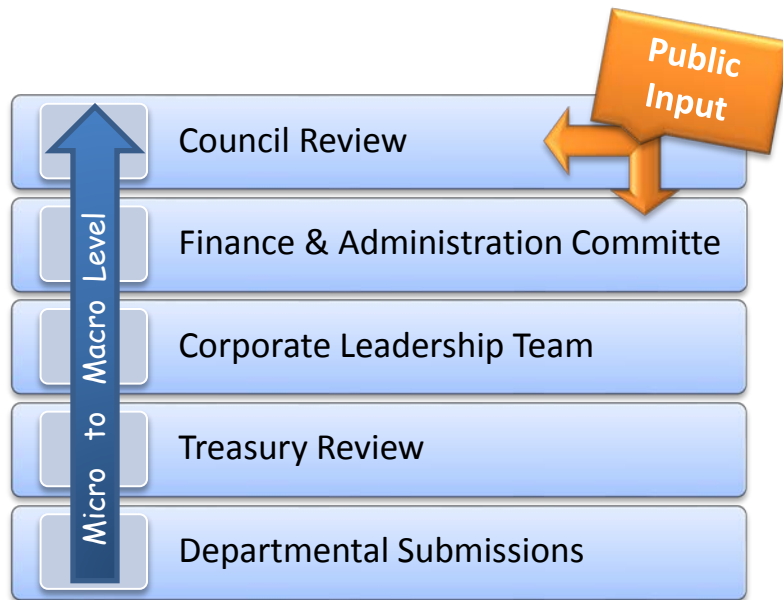 Public
Input
Council Review
Finance & Administration Committe
Corporate Leadership Team
Treasury Review
Departmental Submissions
Micro to Macro Level